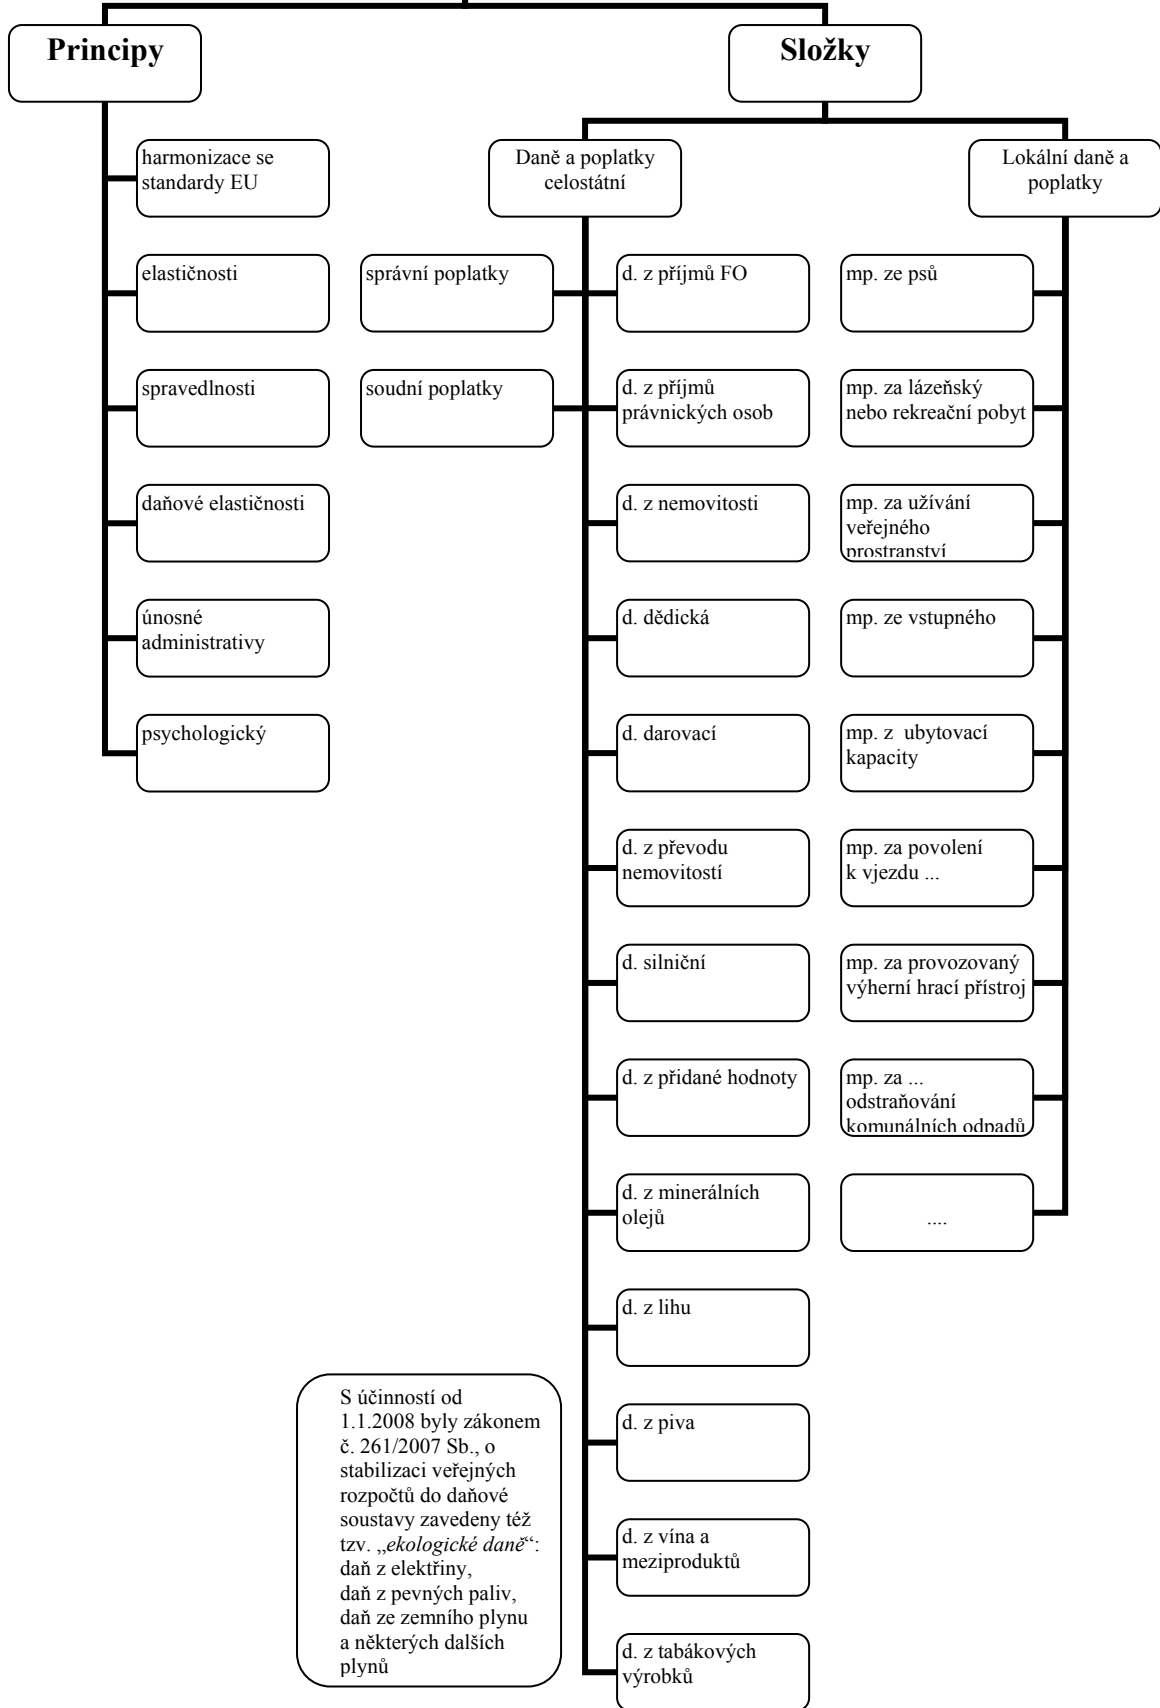 Principy
Složky
harmonizace se
standardy EU
elastičnosti
spravedlnosti
daňové elastičnosti
únosné
administrativy
psychologický
Daně a poplatky
celostátní
správní poplatky
soudní poplatky
d. z příjmů FO
d. z příjmů
právnických osob
d. z nemovitosti
d. dědická
d. darovací
d. z převodu
nemovitostí
d. silniční
d. z přidané hodnoty
d. z minerálních
olejů
d. z lihu
d. z piva
d. z vína a
meziproduktů
d. z tabákových
výrobků
Lokální daně a
poplatky
mp. ze psů
mp. za lázeňský
nebo rekreační pobyt
mp. za užívání
veřejného
prostranství
mp. ze vstupného
mp. z  ubytovací
kapacity
mp. za povolení
k vjezdu ...
mp. za provozovaný
výherní hrací přístroj
mp. za ...
odstraňování
komunálních odpadů
....
S účinností od
1.1.2008 byly zákonem
č. 261/2007 Sb., o
stabilizaci veřejných
rozpočtů do daňové
soustavy zavedeny též
tzv. „ekologické daně“:
daň z elektřiny,
daň z pevných paliv,
daň ze zemního plynu
a některých dalších
plynů